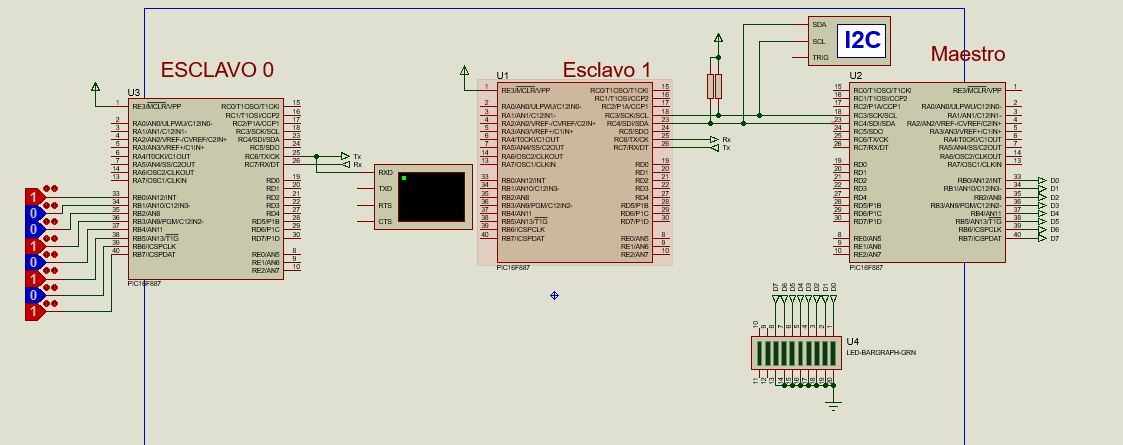 ESCLAVO 0
Esclavo 1
Maestro
SDA
SCL
TRIG
I2C
U3
1
RE3/MCLR/VPP
2
RA0/AN0/ULPWU/C12IN0-
3
RA1/AN1/C12IN1-
4
RA2/AN2/VREF-/CVREF/C2IN+
5
RA3/AN3/VREF+/C1IN+
6
RA4/T0CKI/C1OUT
7
RA5/AN4/SS/C2OUT
14
RA6/OSC2/CLKOUT
13
RA7/OSC1/CLKIN
33
RB0/AN12/INT
34
RB1/AN10/C12IN3-
35
RB2/AN8
36
RB3/AN9/PGM/C12IN2-
37
RB4/AN11
38
RB5/AN13/T1G
39
RB6/ICSPCLK
40
RB7/ICSPDAT
RC0/T1OSO/T1CKI
15
RC1/T1OSI/CCP2
16
RC2/P1A/CCP1
17
RC3/SCK/SCL
18
RC4/SDI/SDA
23
RC5/SDO
24
RC6/TX/CK
25
RC7/RX/DT
26
RD0
19
RD1
20
RD2
21
RD3
22
RD4
27
RD5/P1B
28
RD6/P1C
29
RD7/P1D
30
RE0/AN5
8
RE1/AN6
9
RE2/AN7
10
PIC16F887
1
0
0
1
0
1
0
1
Tx
Rx
RXD
TXD
RTS
CTS
U1
1
RE3/MCLR/VPP
2
RA0/AN0/ULPWU/C12IN0-
3
RA1/AN1/C12IN1-
4
RA2/AN2/VREF-/CVREF/C2IN+
5
RA3/AN3/VREF+/C1IN+
6
RA4/T0CKI/C1OUT
7
RA5/AN4/SS/C2OUT
14
RA6/OSC2/CLKOUT
13
RA7/OSC1/CLKIN
33
RB0/AN12/INT
34
RB1/AN10/C12IN3-
35
RB2/AN8
36
RB3/AN9/PGM/C12IN2-
37
RB4/AN11
38
RB5/AN13/T1G
39
RB6/ICSPCLK
40
RB7/ICSPDAT
RC0/T1OSO/T1CKI
15
RC1/T1OSI/CCP2
16
RC2/P1A/CCP1
17
RC3/SCK/SCL
18
RC4/SDI/SDA
23
RC5/SDO
24
RC6/TX/CK
25
RC7/RX/DT
26
RD0
19
RD1
20
RD2
21
RD3
22
RD4
27
RD5/P1B
28
RD6/P1C
29
RD7/P1D
30
RE0/AN5
8
RE1/AN6
9
RE2/AN7
10
PIC16F887
Rx
Tx
U2
15
RC0/T1OSO/T1CKI
16
RC1/T1OSI/CCP2
17
RC2/P1A/CCP1
18
RC3/SCK/SCL
23
RC4/SDI/SDA
24
RC5/SDO
25
RC6/TX/CK
26
RC7/RX/DT
19
RD0
20
RD1
21
RD2
22
RD3
27
RD4
28
RD5/P1B
29
RD6/P1C
30
RD7/P1D
8
RE0/AN5
9
RE1/AN6
10
RE2/AN7
RE3/MCLR/VPP
1
RA0/AN0/ULPWU/C12IN0-
2
RA1/AN1/C12IN1-
3
RA2/AN2/VREF-/CVREF/C2IN+
4
RA3/AN3/VREF+/C1IN+
5
RA4/T0CKI/C1OUT
6
RA5/AN4/SS/C2OUT
7
RA6/OSC2/CLKOUT
14
RA7/OSC1/CLKIN
13
RB0/AN12/INT
33
D0
RB1/AN10/C12IN3-
34
D1
RB2/AN8
35
D2
RB3/AN9/PGM/C12IN2-
36
D3
RB4/AN11
37
D4
RB5/AN13/T1G
38
D5
RB6/ICSPCLK
39
D6
RB7/ICSPDAT
40
D7
PIC16F887
D7 D6 D5 D4 D3 D2 D1 D0
10 9 8 7 6 5 4 3 2 1
U4
LED-BARGRAPH-GRN
11 12 13 14 15 16 17 18 19 20